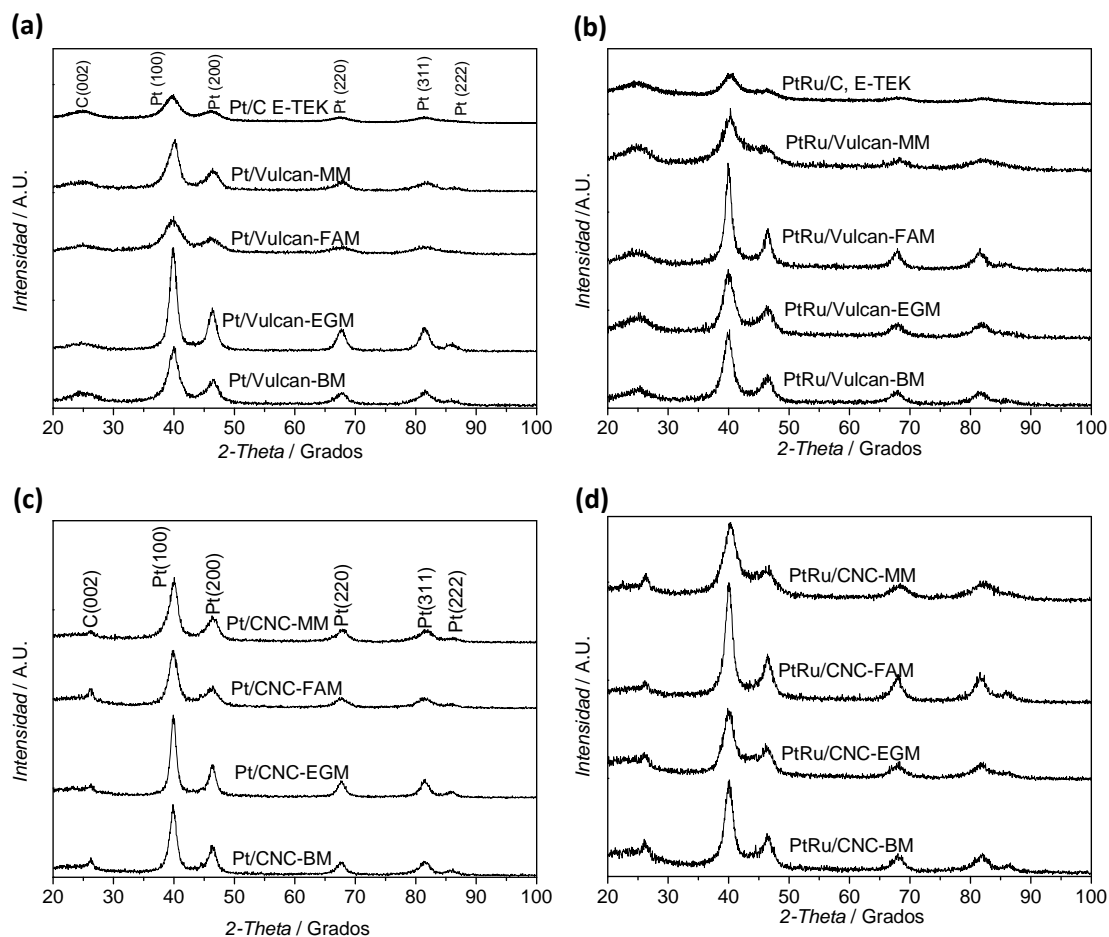 (a)
C(002)
Pt (100)
Pt (200)
Pt (220)
Pt (311)
Pt (222)
Pt/C E-TEK
Pt/Vulcan-MM
Pt/Vulcan-FAM
Pt/Vulcan-EGM
Pt/Vulcan-BM
Intensidad / A.U.
20 30 40 50 60 70 80 90 100
2-Theta / Grados
(b)
PtRu/C, E-TEK
PtRu/Vulcan-MM
PtRu/Vulcan-FAM
PtRu/Vulcan-EGM
PtRu/Vulcan-BM
Intensidad /A.U.
20 30 40 50 60 70 80 90 100
2-Theta / Grados
(c)
C(002)
Pt(100)
Pt(200)
Pt(220)
Pt(311)
Pt(222)
Pt/CNC-MM
Pt/CNC-FAM
Pt/CNC-EGM
Pt/CNC-BM
Intensidad / A.U.
20 30 40 50 60 70 80 90 100
2-Theta / Grados
(d)
PtRu/CNC-MM
PtRu/CNC-FAM
PtRu/CNC-EGM
PtRu/CNC-BM
Intensidad / A.U.
20 30 40 50 60 70 80 90 100
2-Theta / Grados